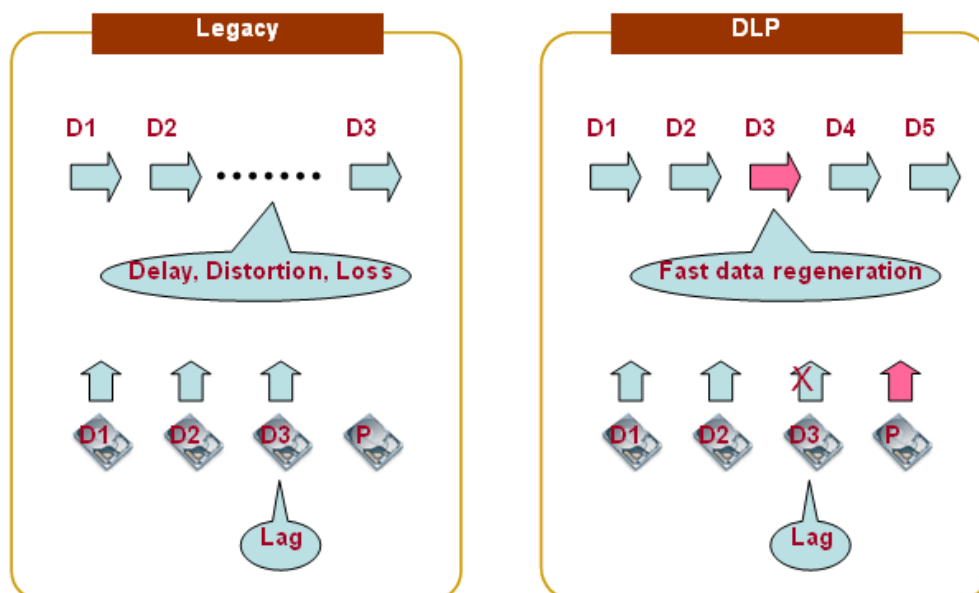 Legacy
D1 D2 D3
Delay, Distortion, Loss
D1 D2 D3 P
Lag
DLP
D1 D2 D3 D4 D5
Fast data regeneration
X
D1 D2 D3 P
Lag